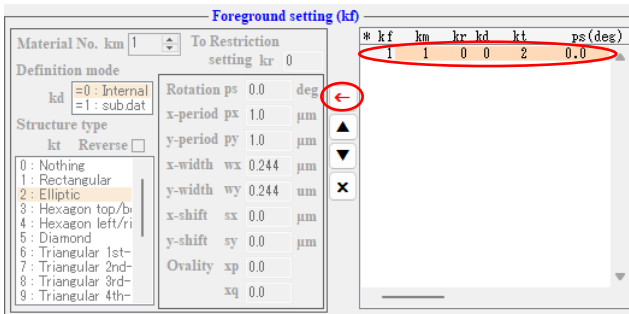 Foreground setting (kf)
Material No. km 1
To Restriction
setting kr 0
Definition mode
kd =0 : Internal
=1 : sub.dat
Structure type
kt Reverse
0 : Nothing
1 : Rectangular
2 : Elliptic
3 : Hexagon top/b
4 : Hexagon left/ri
5 : Diamond
6 : Triangular 1st-
7 : Triangular 2nd-
8 : Triangular 3rd-
9 : Triangular 4th-
Rotation ps 0.0 deg
x-period px 1.0 μm
y-period py 1.0 μm
x-width wx 0.244 μm
y-width wy 0.244 um
x-shift sx 0.0 μm
y-shift sy 0.0 μm
Ovality xp 0.0
xq 0.0
←
▲
▼
×
* kf km kr kd kt ps(deg)
1 1 0 0 2 0.0